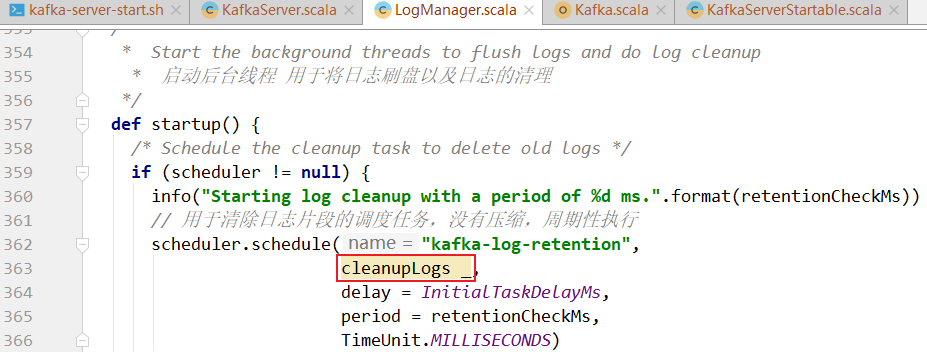 kafka-server-start.sh KafkaServer.scala LogManager.scala Kafka.scala KafkaServerStartable.scala
354 * Start the background threads to flush logs and do log cleanup
355 * 启动后台线程 用于将日志刷盘以及日志的清理
356 */
357 def startup() {
358 /* Schedule the cleanup task to delete old logs */
359 if (scheduler != null) {
360 info("Starting log cleanup with a period of %d ms.".format(retentionCheckMs))
361 // 用于清除日志片段的调度任务，没有压缩，周期性执行
362 scheduler.schedule( name = "kafka-log-retention",
363 cleanupLogs _,
364 delay = InitialTaskDelayMs,
365 period = retentionCheckMs,
366 TimeUnit.MILLISECONDS)